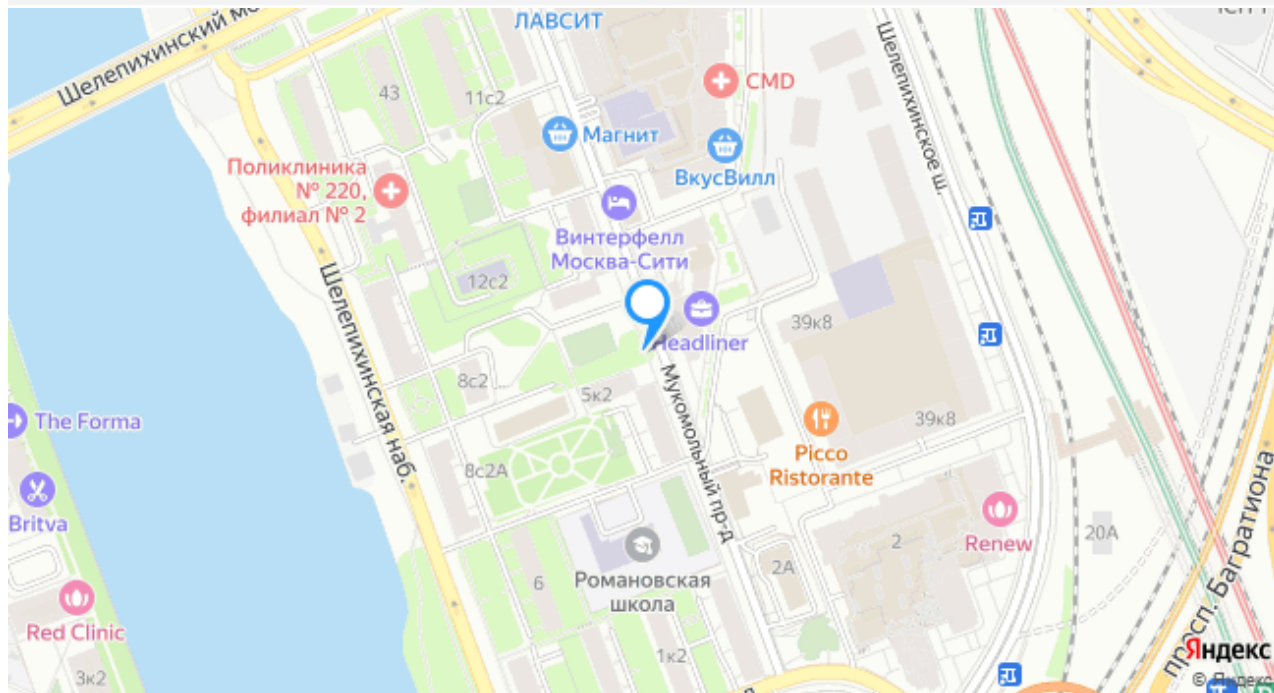 ЛАВСИТ
Шелепихинский мо
43
11с2
CMD
Шелепихинское ш.
Магнит
ВкусВилл
Поликлиника
№ 220,
филиал № 2
Винтерфелл
Москва-Сити
12с2
Шелепихинская наб.
39к8
Headliner
8с2
5к2
Мукомольный пр-д
The Forma
39к8
Picco
Ristorante
8с2А
Britva
Renew
20А
2
просп. Багратиона
Романовская
школа
2А
6
Red Clinic
1к2
3к2
Яндекс
© Яндекс